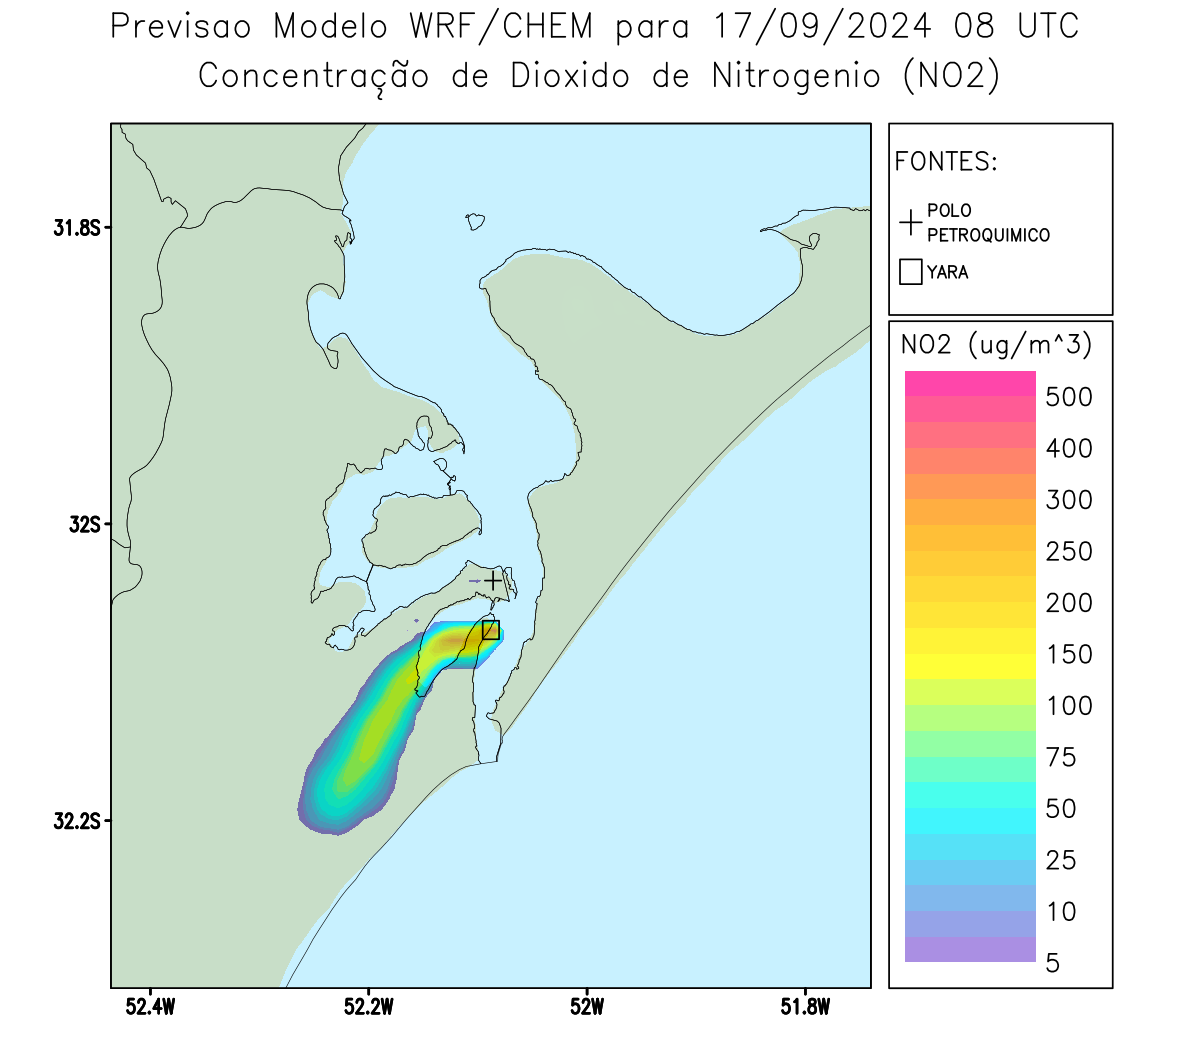 Previsao Modelo WRF/CHEM para 17/09/2024 08 UTC
Concentração de Dioxido de Nitrogenio (NO2)
FONTES:
POLO
PETROQUIMICO
YARA
31.8S
32S
32.2S
52.4W
52.2W
52W
51.8W
NO2 (ug/m^3)
500
400
300
250
200
150
100
75
50
25
10
5